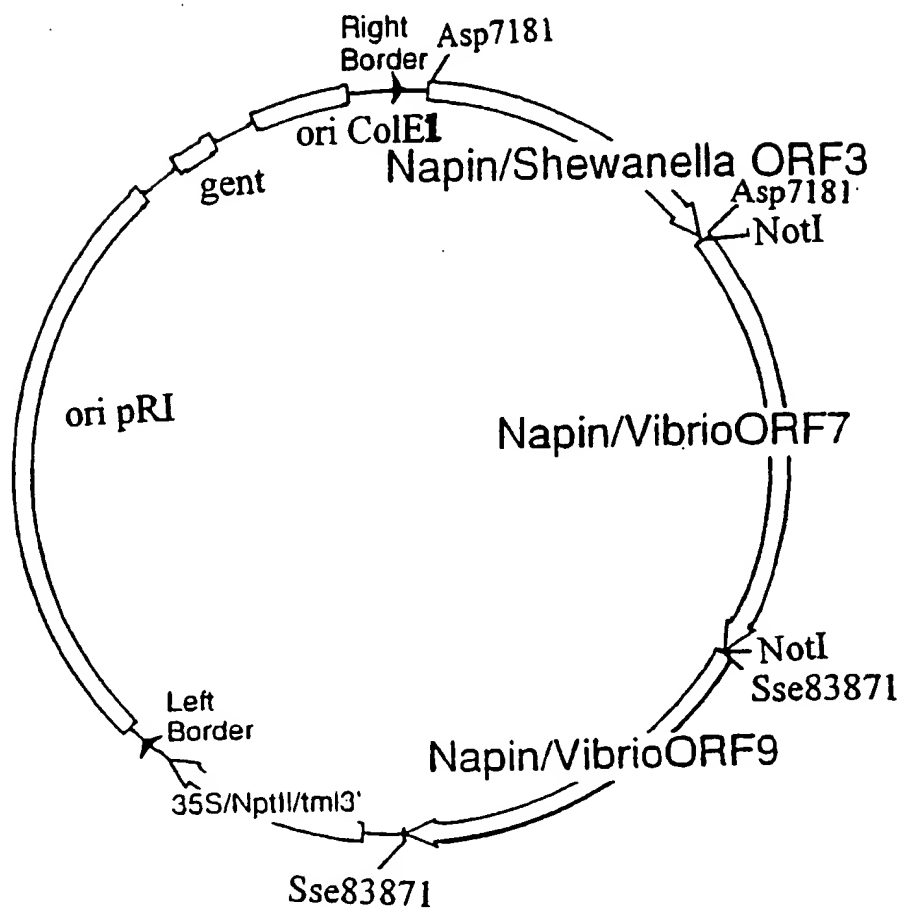 Right
Border
Asp7181
ori ColE1
gent
Napin/Shewanella ORF3
Asp7181
NotI
ori pRI
Napin/VibrioORF7
NotI
Sse83871
Left
Border
Napin/VibrioORF9
35S/NptII/tml3'
Sse83871